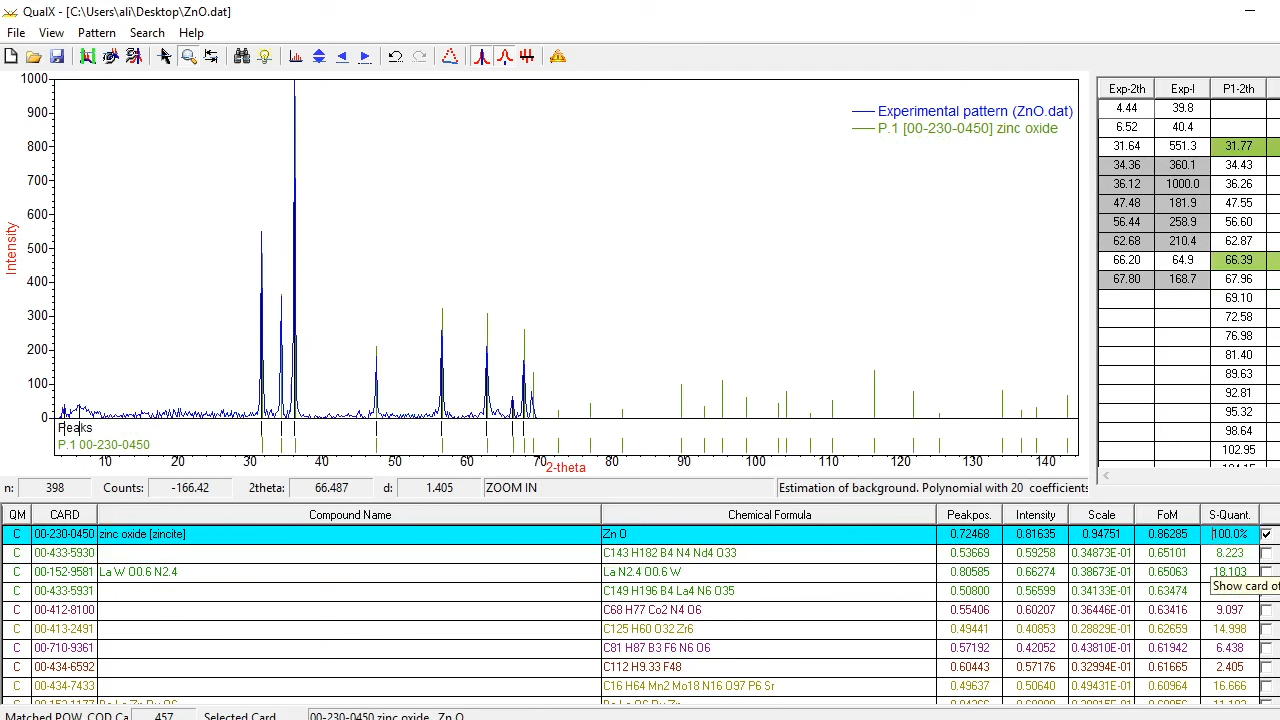 QualX - [C:\Users\ali\Desktop\ZnO.dat]
File View Pattern Search Help
1000
900
800
700
600
500
400
300
200
100
0
Intensity
Experimental pattern (ZnO.dat)
P.1 [00-230-0450] zinc oxide
Peaks
P.1 00-230-0450
10 20 30 40 50 60 70 80 90 100 110 120 130 140
2-theta
Exp-2th Exp-I P1-2th
4.44 39.8
6.52 40.4
31.64 551.3 31.77
34.36 360.1 34.43
36.12 1000.0 36.26
47.48 181.9 47.55
56.44 258.9 56.60
62.68 210.4 62.87
66.20 64.9 66.39
67.80 168.7 67.96
69.10
72.58
76.98
81.40
89.63
92.81
95.32
98.64
102.95
n: 398 Counts: -166.42 2theta: 66.487 d: 1.405 ZOOM IN Estimation of background. Polynomial with 20 coefficients
QM CARD Compound Name Chemical Formula Peakpos. Intensity Scale FoM S-Quant.
C 00-230-0450 zinc oxide [zincite] Zn O 0.72468 0.81635 0.94751 0.86285 100.0%
C 00-433-5930 C143 H182 B4 N4 Nd4 O33 0.53669 0.59258 0.34873E-01 0.65101 8.223
C 00-152-9581 La W O0.6 N2.4 La N2.4 O0.6 W 0.80585 0.66274 0.38673E-01 0.65063 18.103
C 00-433-5931 C149 H196 B4 La4 N6 O35 0.50800 0.56599 0.34133E-01 0.63474
Show card of
C 00-412-8100 C68 H77 Co2 N4 O6 0.55406 0.60207 0.36446E-01 0.63416 9.097
C 00-413-2491 C125 H60 O32 Zr6 0.49441 0.40853 0.28829E-01 0.62659 14.998
C 00-710-9361 C81 H87 B3 F6 N6 O6 0.57192 0.42052 0.43810E-01 0.61942 6.438
C 00-434-6592 C112 H9.33 F48 0.60443 0.57176 0.32994E-01 0.61665 2.405
C 00-434-7433 C16 H64 Mn2 Mo18 N16 O97 P6 Sr 0.49637 0.50640 0.49431E-01 0.60964 16.666
Matched POW_COD Ca 457 Selected Card 00-230-0450 zinc oxide Zn O